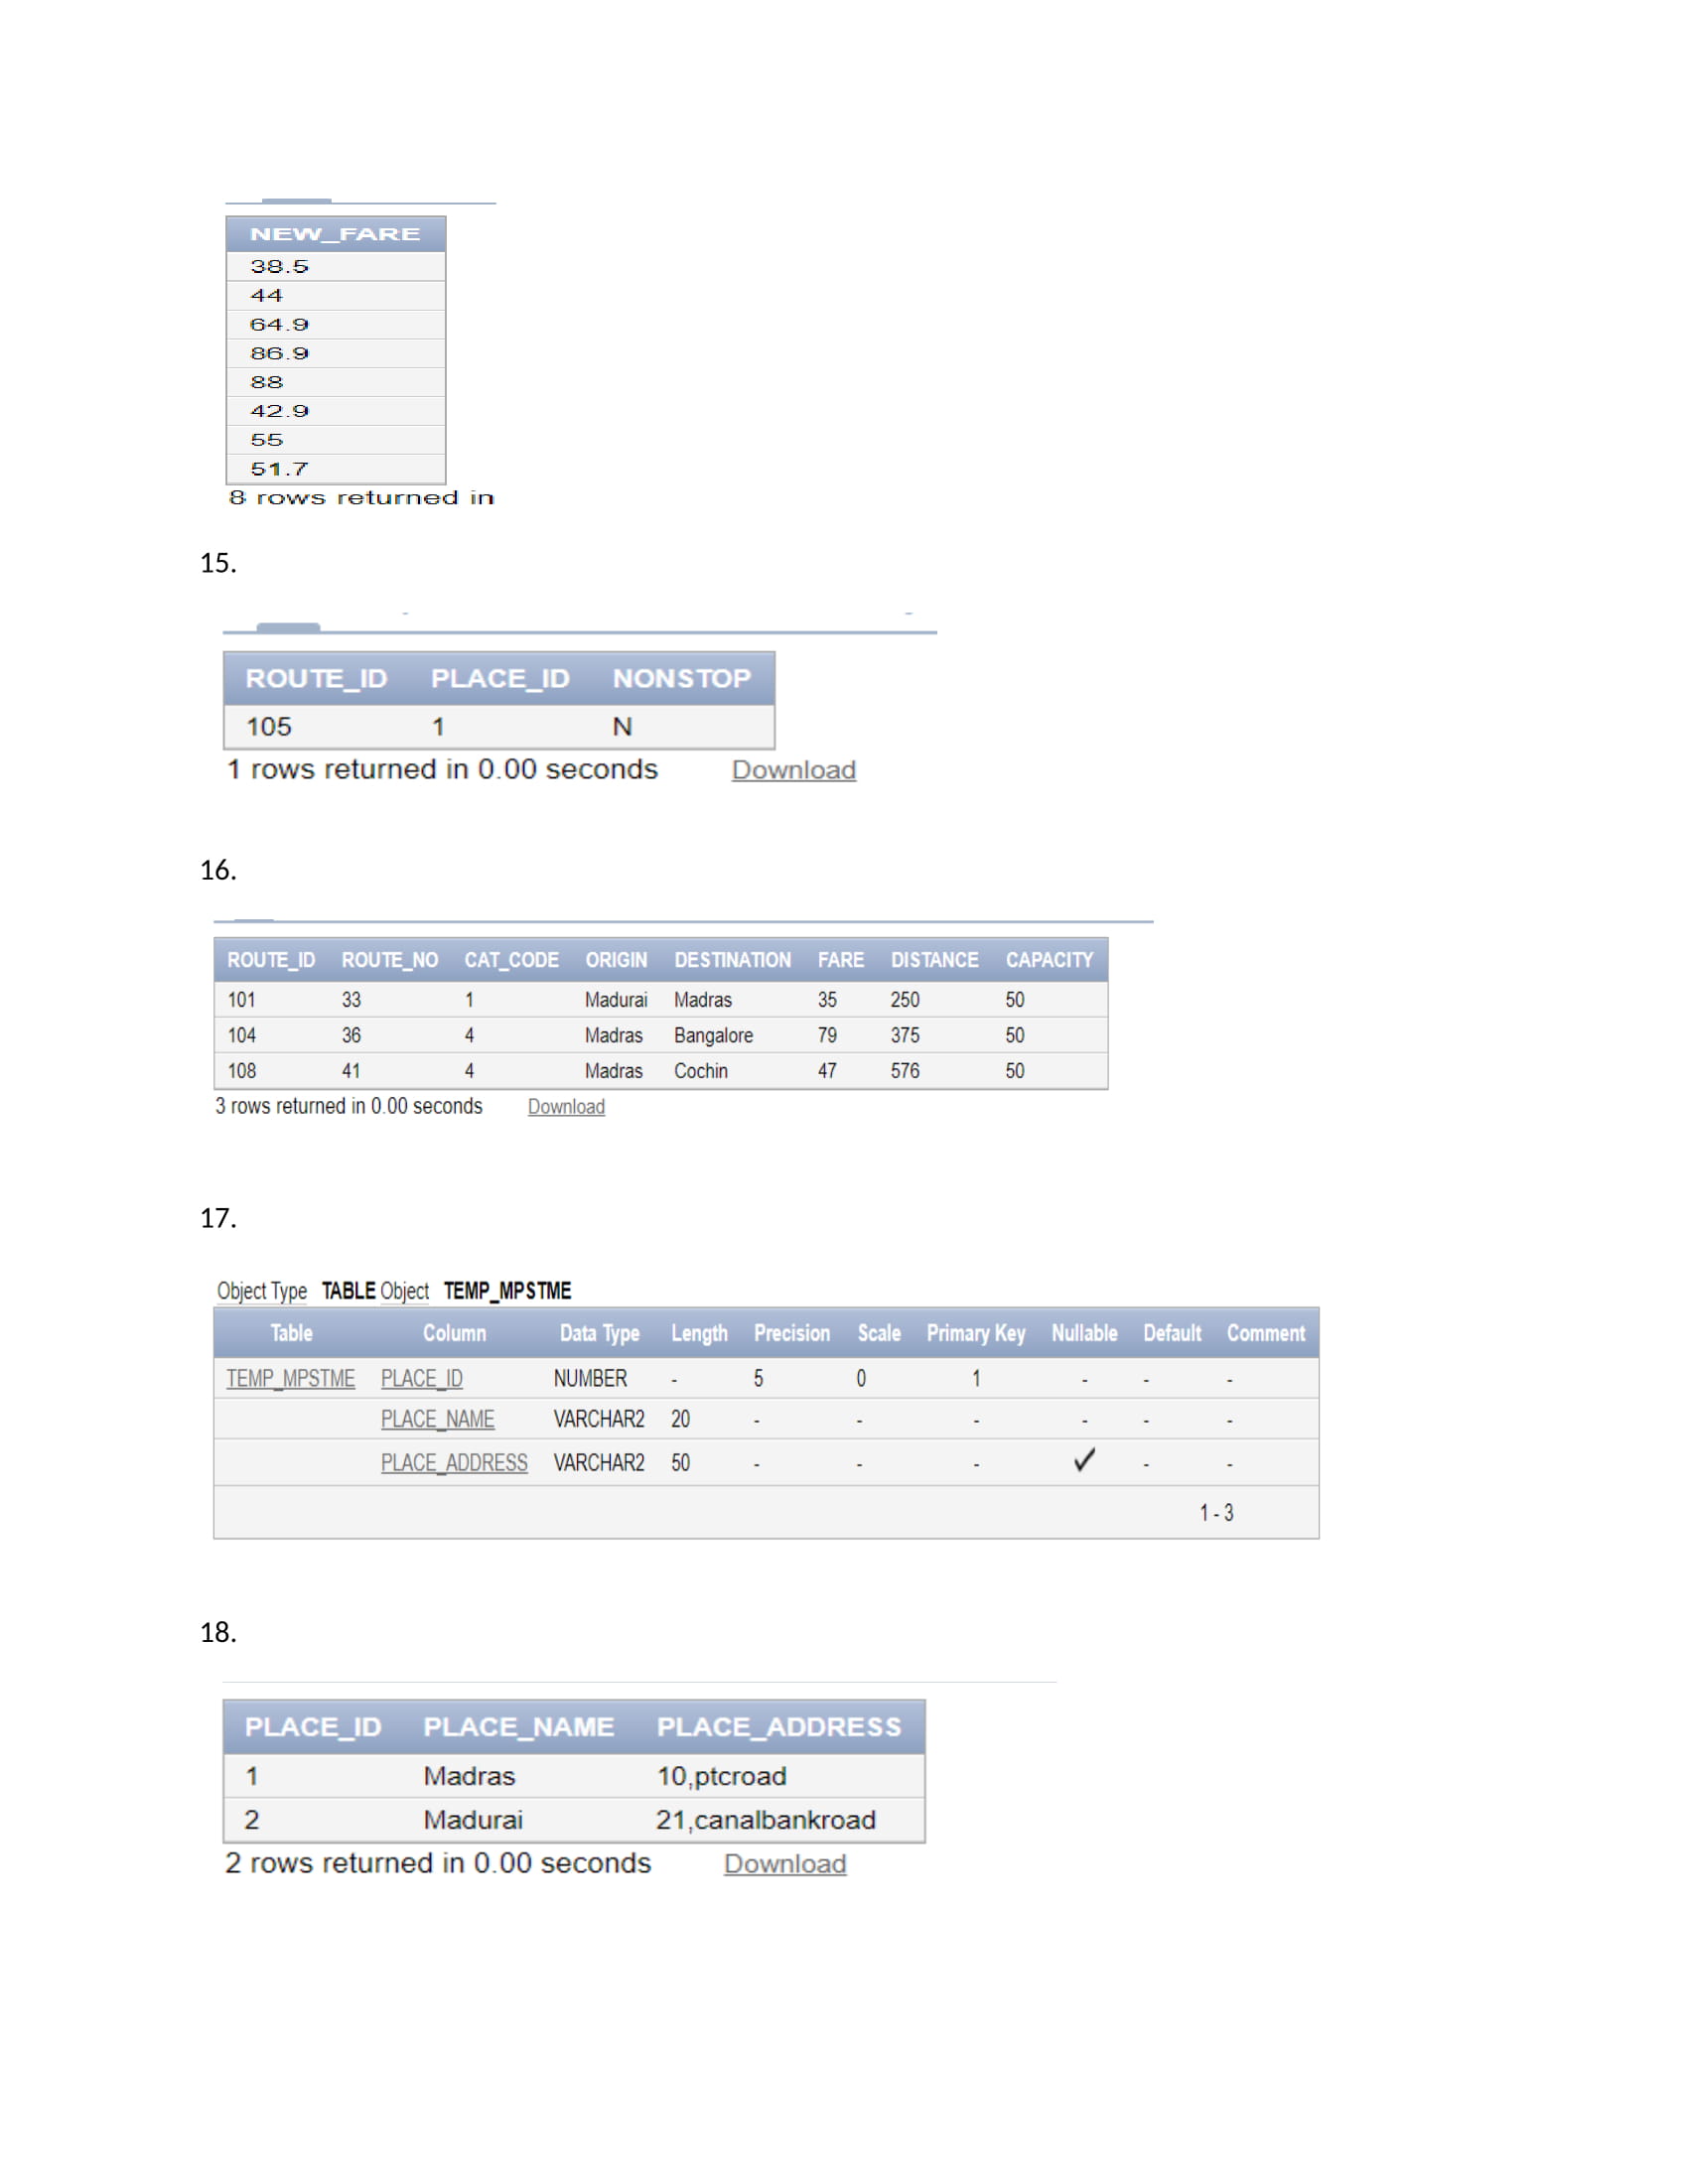 NEW_FARE
38.5
44
64.9
86.9
88
42.9
55
51.7
8 rows returned in
15.
ROUTE_ID PLACE_ID NONSTOP
105 1 N
1 rows returned in 0.00 seconds Download
16.
ROUTE_ID ROUTE_NO CAT_CODE ORIGIN DESTINATION FARE DISTANCE CAPACITY
101 33 1 Madurai Madras 35 250 50
104 36 4 Madras Bangalore 79 375 50
108 41 4 Madras Cochin 47 576 50
3 rows returned in 0.00 seconds Download
17.
Object Type TABLE Object TEMP_MPSTME
Table Column Data Type Length Precision Scale Primary Key Nullable Default Comment
TEMP_MPSTME PLACE_ID NUMBER - 5 0 1 - - -
PLACE_NAME VARCHAR2 20 - - - - - -
PLACE_ADDRESS VARCHAR2 50 - - - ✓ - -
1 - 3
18.
PLACE_ID PLACE_NAME PLACE_ADDRESS
1 Madras 10,ptcroad
2 Madurai 21,canalbankroad
2 rows returned in 0.00 seconds Download